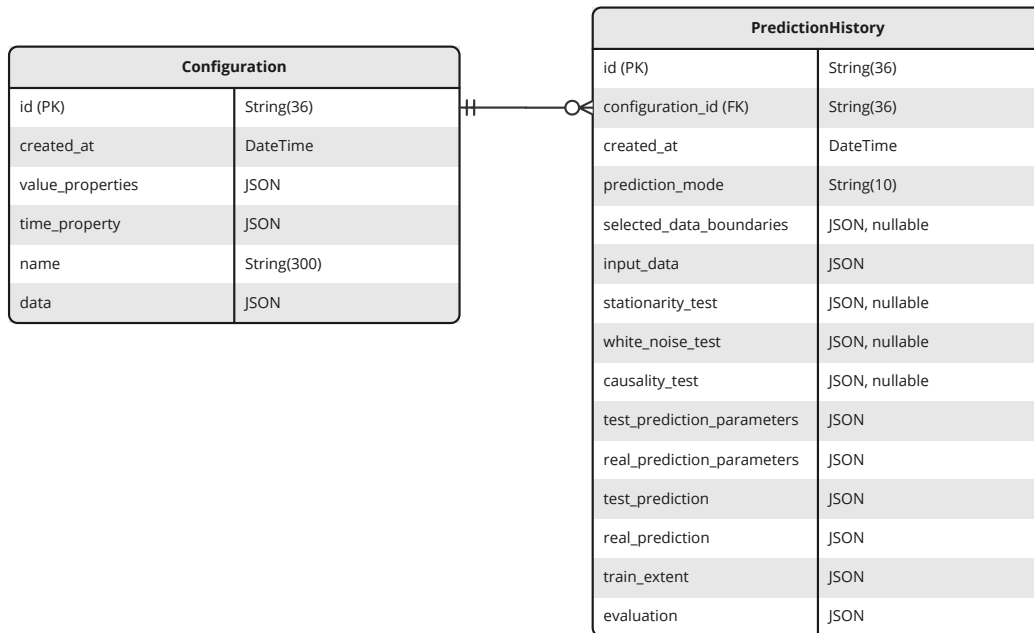 Configuration
id (PK) String(36)
created_at DateTime
value_properties JSON
time_property JSON
name String(300)
data JSON
PredictionHistory
id (PK) String(36)
configuration_id (FK) String(36)
created_at DateTime
prediction_mode String(10)
selected_data_boundaries JSON, nullable
input_data JSON
stationarity_test JSON, nullable
white_noise_test JSON, nullable
causality_test JSON, nullable
test_prediction_parameters JSON
real_prediction_parameters JSON
test_prediction JSON
real_prediction JSON
train_extent JSON
evaluation JSON